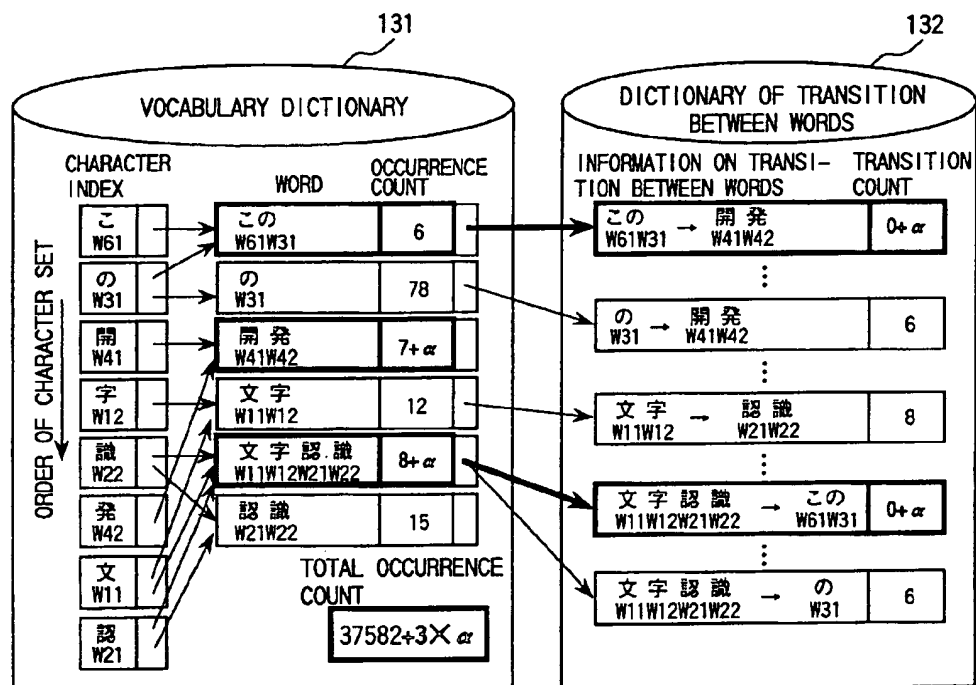 131
132
VOCABULARY DICTIONARY
DICTIONARY OF TRANSITION
BETWEEN WORDS
CHARACTER
INDEX
WORD
OCCURRENCE
COUNT
INFORMATION ON TRANSI-
TION BETWEEN WORDS
TRANSITION
COUNT
ORDER OF CHARACTER SET
こ
W61
の
W31
開
W41
字
W12
識
W22
発
W42
文
W11
認
W21
この
W61W31
6
の
W31
78
開発
W41W42
7+α
文字
W11W12
12
文字認識
W11W12W21W22
8+α
認識
W21W22
15
TOTAL OCCURRENCE
COUNT
37582+3×α
この → 開発
W61W31 W41W42
0+α
の → 開発
W31 W41W42
6
文字 → 認識
W11W12 W21W22
8
文字認識 → この
W11W12W21W22 W61W31
0+α
文字認識 → の
W11W12W21W22 W31
6